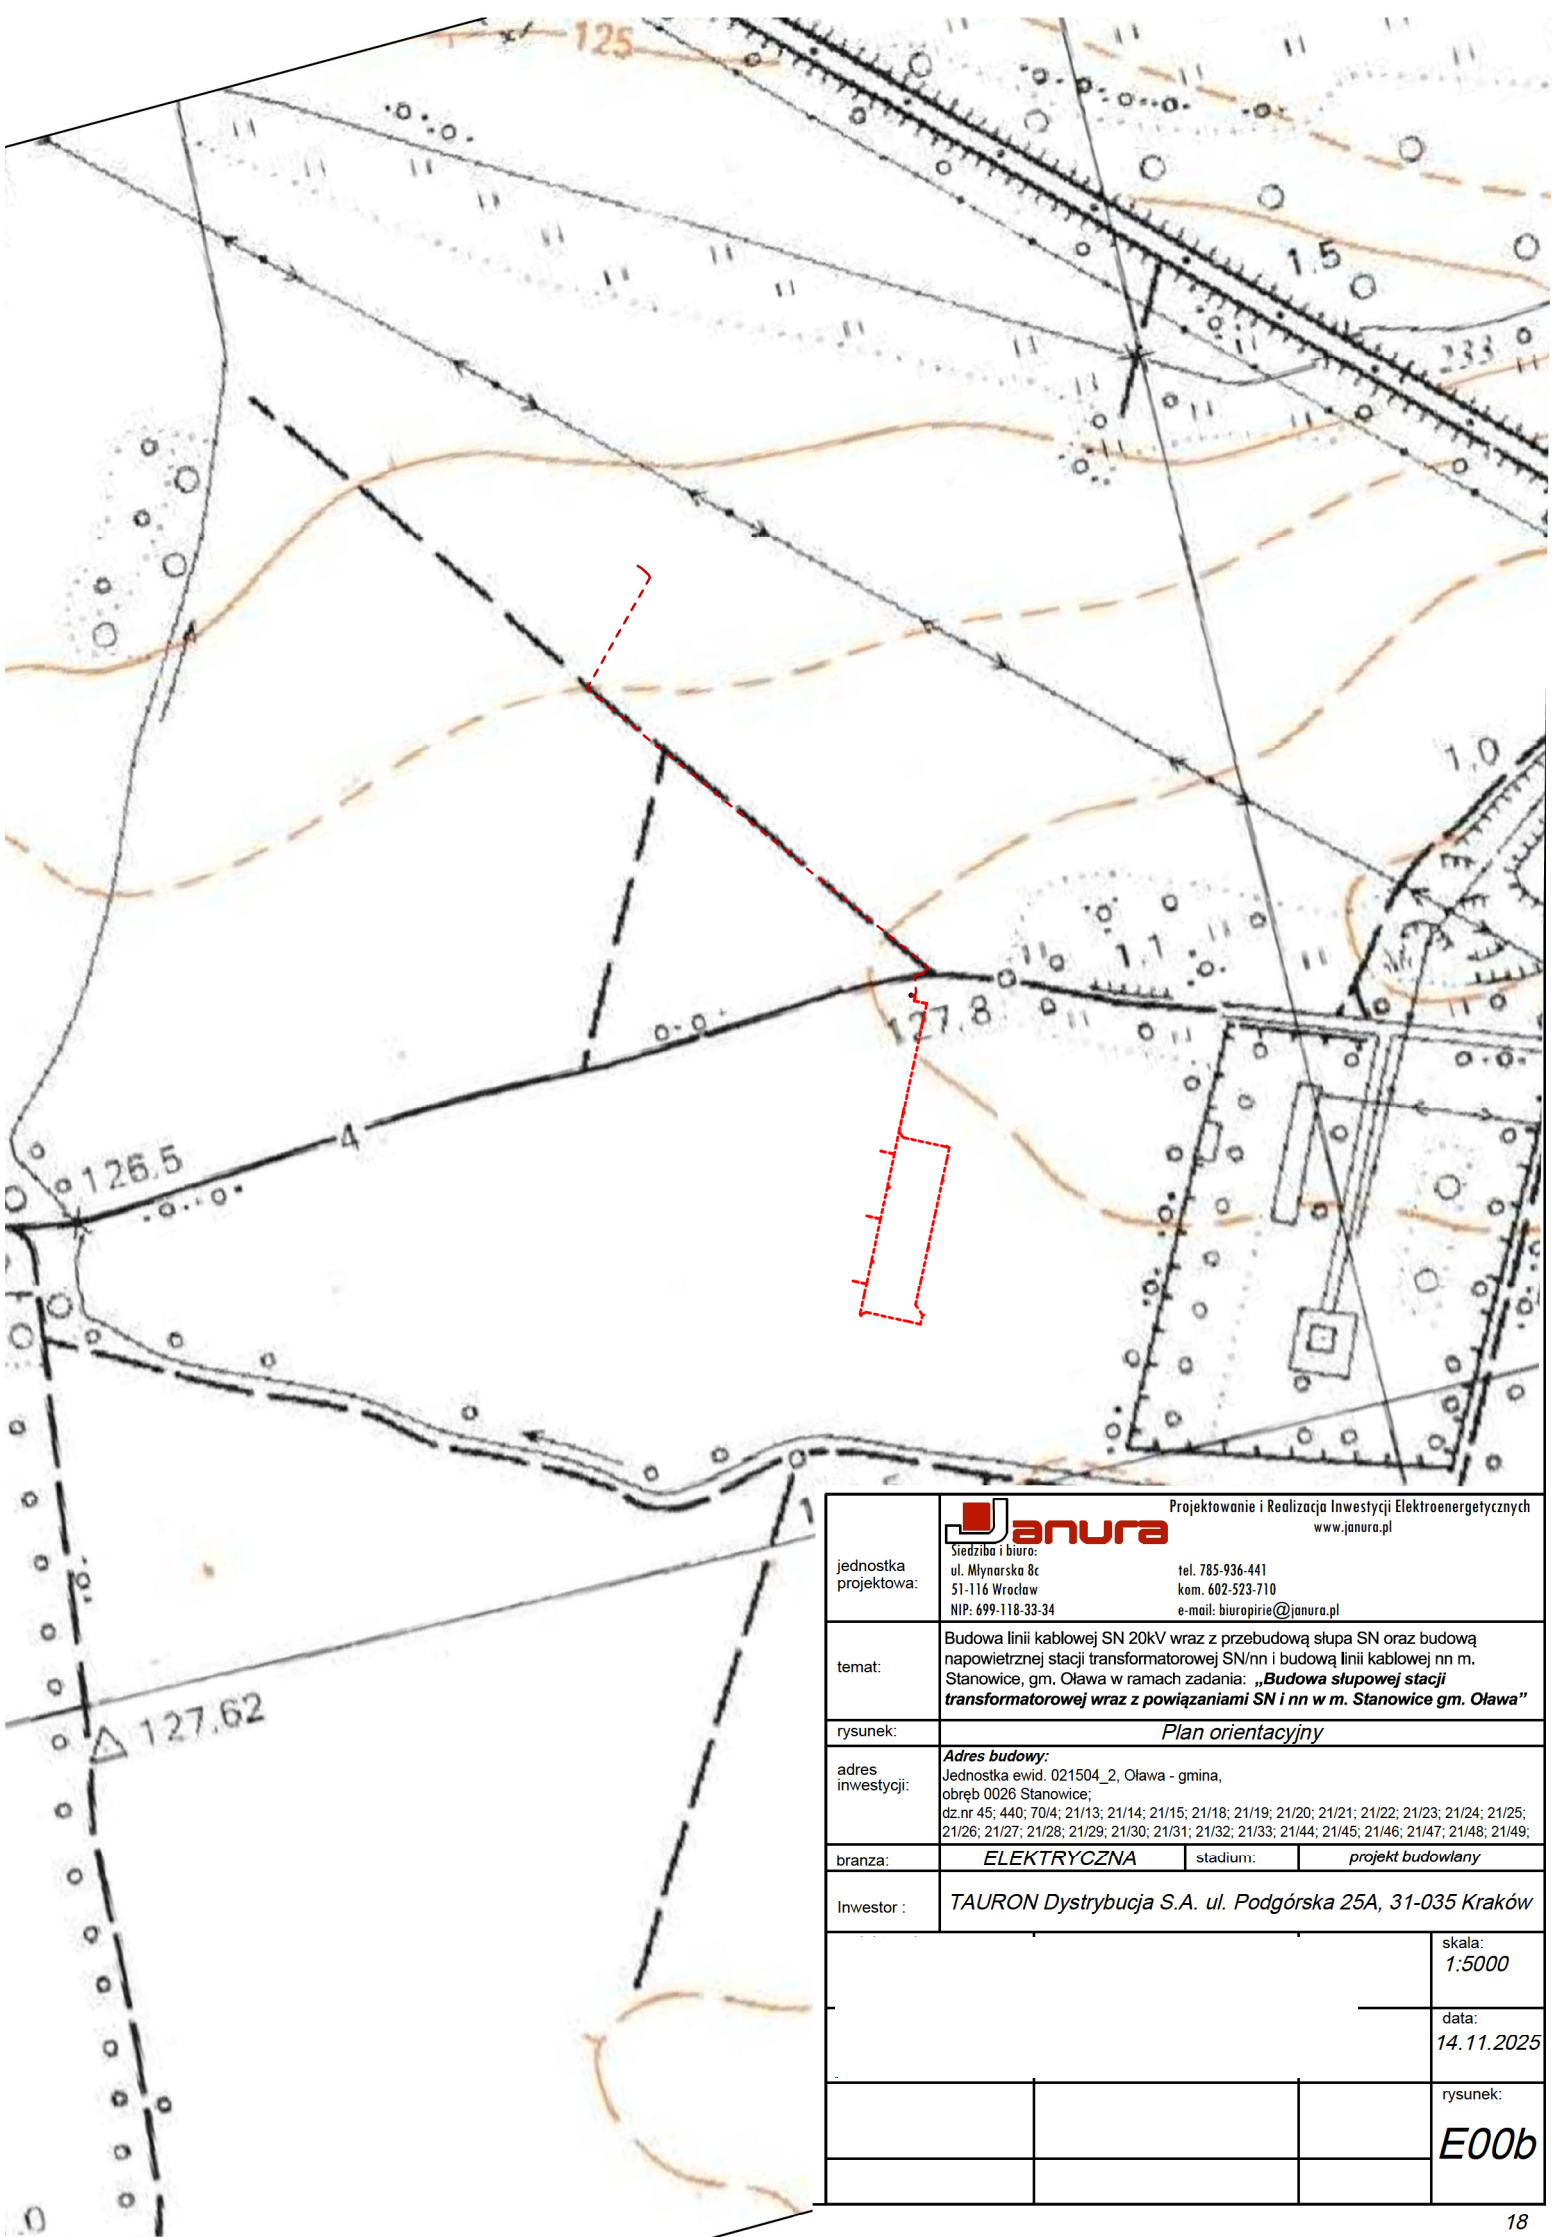 125
1.5
233
1.0
1.1
127.8
4
126.5
127.62
Janura
Projektowanie i Realizacja Inwestycji Elektroenergetycznych
www.janura.pl
jednostka
projektowa:
Siedziba i biuro:
ul. Młynarska 8c
51-116 Wrocław
NIP: 699-118-33-34
tel. 785-936-441
kom. 602-523-710
e-mail: biuropirie@janura.pl
temat:
Budowa linii kablowej SN 20kV wraz z przebudową słupa SN oraz budową
napowietrznej stacji transformatorowej SN/nn i budową linii kablowej nn m.
Stanowice, gm. Oława w ramach zadania: „Budowa słupowej stacji
transformatorowej wraz z powiązaniami SN i nn w m. Stanowice gm. Oława”
rysunek:
Plan orientacyjny
adres
inwestycji:
Adres budowy:
Jednostka ewid. 021504_2, Oława - gmina,
obręb 0026 Stanowice;
dz.nr 45; 440; 70/4; 21/13; 21/14; 21/15; 21/18; 21/19; 21/20; 21/21; 21/22; 21/23; 21/24; 21/25;
21/26; 21/27; 21/28; 21/29; 21/30; 21/31; 21/32; 21/33; 21/44; 21/45; 21/46; 21/47; 21/48; 21/49;
branza:
ELEKTRYCZNA
stadium:
projekt budowlany
Inwestor :
TAURON Dystrybucja S.A. ul. Podgórska 25A, 31-035 Kraków
skala:
1:5000
data:
14.11.2025
rysunek:
E00b
18